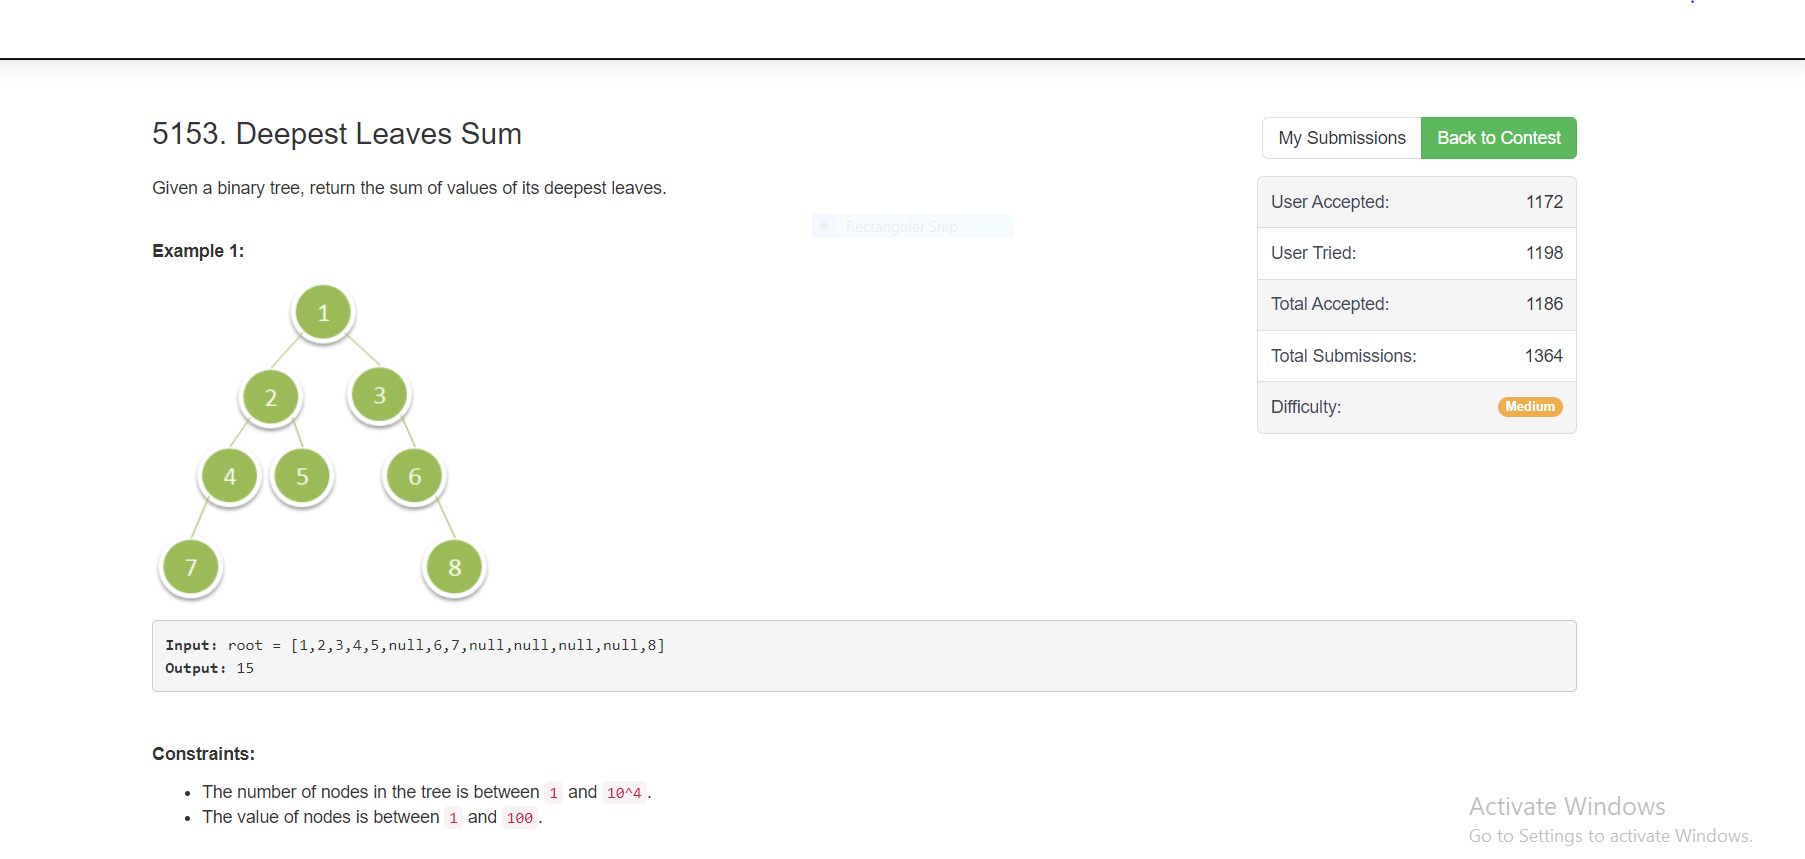 5153. Deepest Leaves Sum
My Submissions
Back to Contest
Given a binary tree, return the sum of values of its deepest leaves.
User Accepted: 1172
Rectangular Snip
User Tried: 1198
Example 1:
Total Accepted: 1186
Total Submissions: 1364
Difficulty: Medium
1
2
3
4
5
6
7
8
Input: root = [1,2,3,4,5,null,6,7,null,null,null,null,8]
Output: 15
Constraints:
The number of nodes in the tree is between 1 and 10^4.
The value of nodes is between 1 and 100.
Activate Windows
Go to Settings to activate Windows.